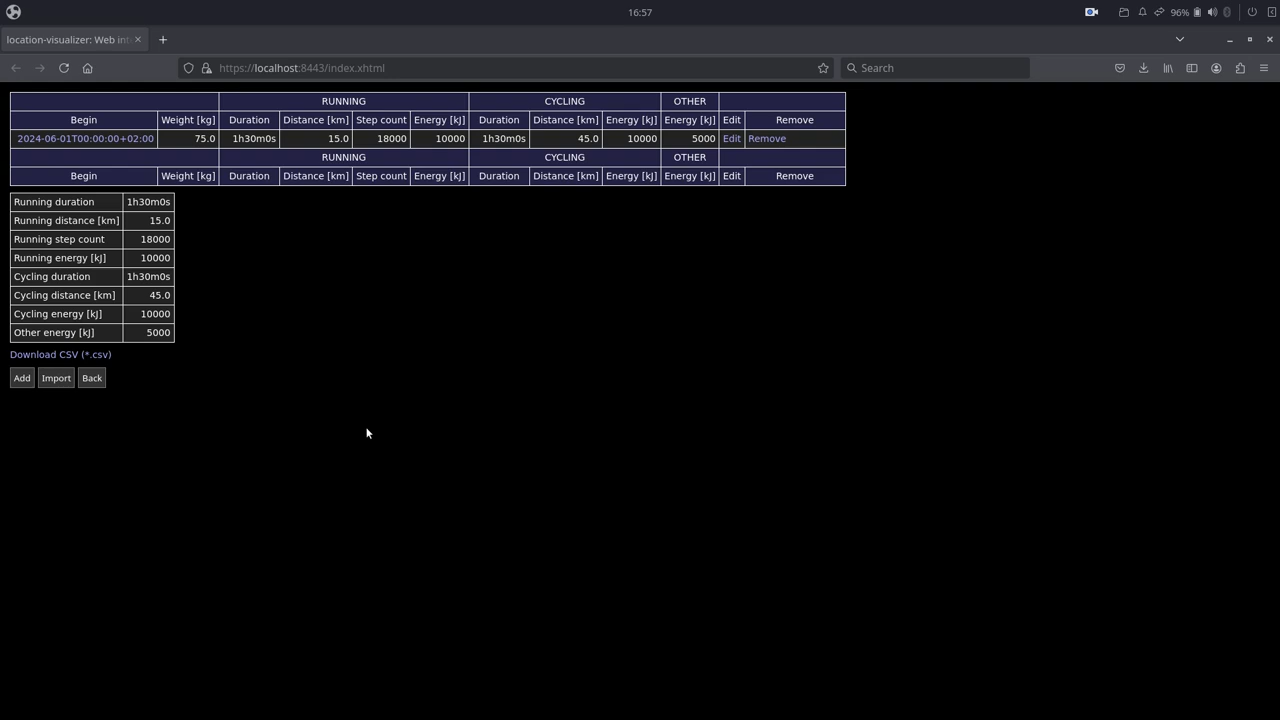 16:57
96%
location-visualizer: Web int
https://localhost:8443/index.xhtml
Search
RUNNING CYCLING OTHER
Begin Weight [kg] Duration Distance [km] Step count Energy [kJ] Duration Distance [km] Energy [kJ] Energy [kJ] Edit Remove
2024-06-01T00:00:00+02:00 75.0 1h30m0s 15.0 18000 10000 1h30m0s 45.0 10000 5000 Edit Remove
RUNNING CYCLING OTHER
Begin Weight [kg] Duration Distance [km] Step count Energy [kJ] Duration Distance [km] Energy [kJ] Energy [kJ] Edit Remove
Running duration 1h30m0s
Running distance [km] 15.0
Running step count 18000
Running energy [kJ] 10000
Cycling duration 1h30m0s
Cycling distance [km] 45.0
Cycling energy [kJ] 10000
Other energy [kJ] 5000
Download CSV (*.csv)
Add Import Back